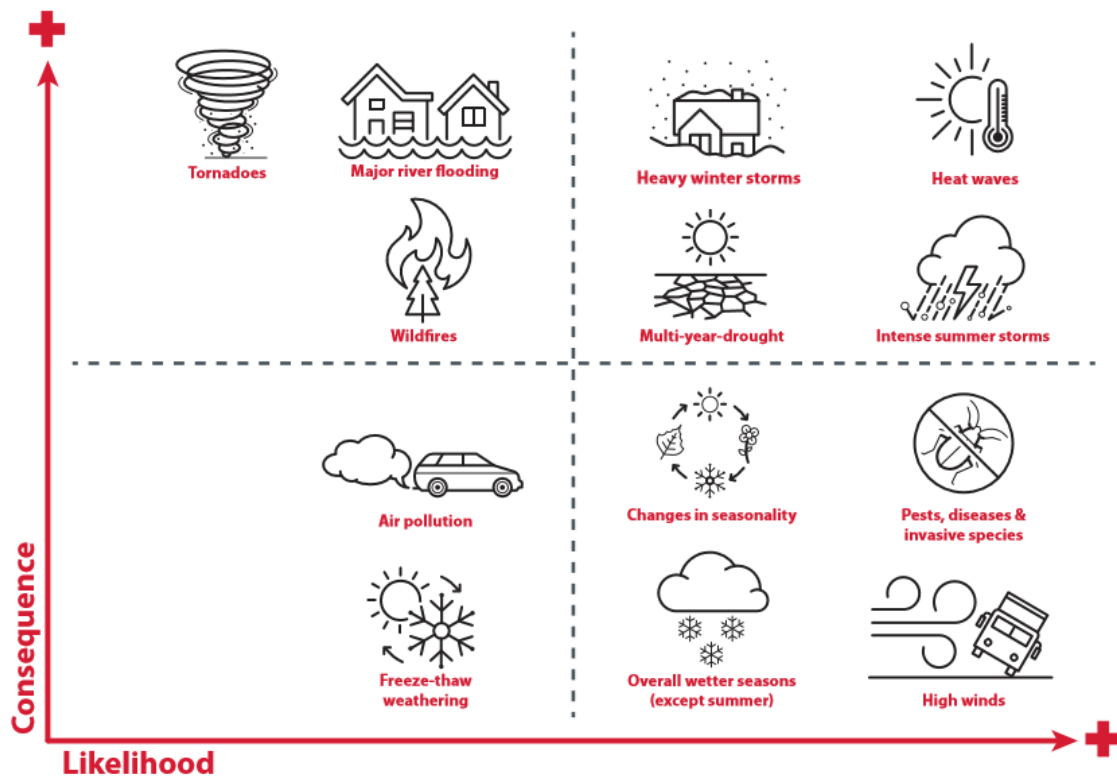 Tornadoes
Major river flooding
Heavy winter storms
Heat waves
Wildfires
Multi-year-drought
Intense summer storms
Air pollution
Changes in seasonality
Pests, diseases &
invasive species
Freeze-thaw
weathering
Overall wetter seasons
(except summer)
High winds
Consequence
Likelihood